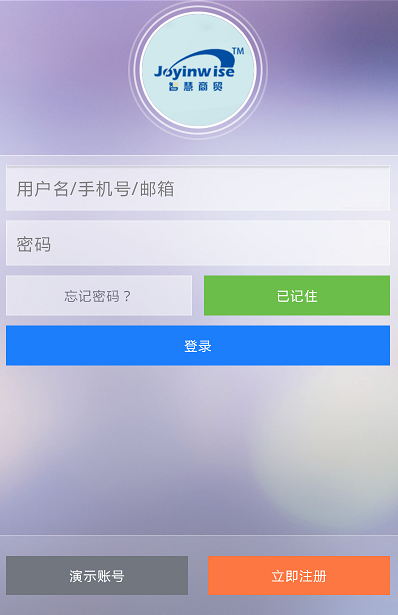 Joyinwise TM
智慧商贸
用户名/手机号/邮箱
密码
忘记密码？
已记住
登录
演示账号
立即注册